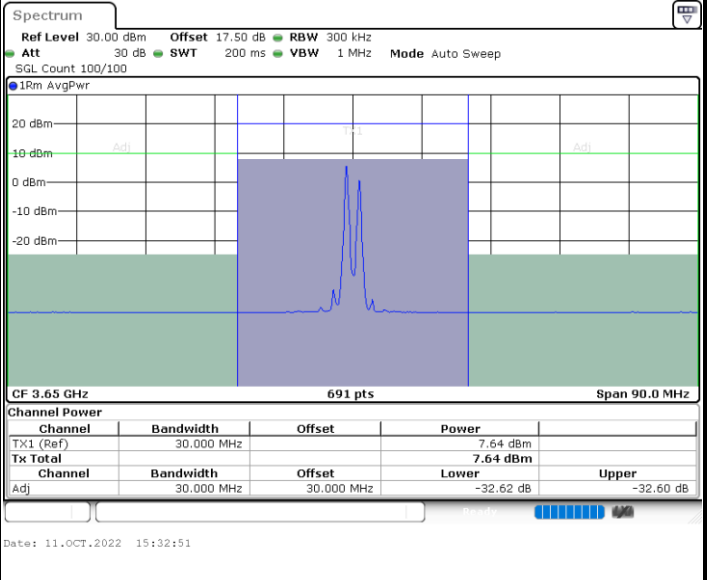 Spectrum
Ref Level 30.00 dBm Offset 17.50 dB RBW 300 kHz
Att 30 dB SWT 200 ms VBW 1 MHz Mode Auto Sweep
SGL Count 100/100
1Rm AvgPwr
20 dBm
TX1
Adj Adj
10 dBm
0 dBm
-10 dBm
-20 dBm
CF 3.65 GHz 691 pts Span 90.0 MHz
Channel Power
Channel Bandwidth Offset Power
TX1 (Ref) 30.000 MHz 7.64 dBm
Tx Total 7.64 dBm
Channel Bandwidth Offset Lower Upper
Adj 30.000 MHz 30.000 MHz -32.62 dB -32.60 dB
Ready
Date: 11.OCT.2022 15:32:51